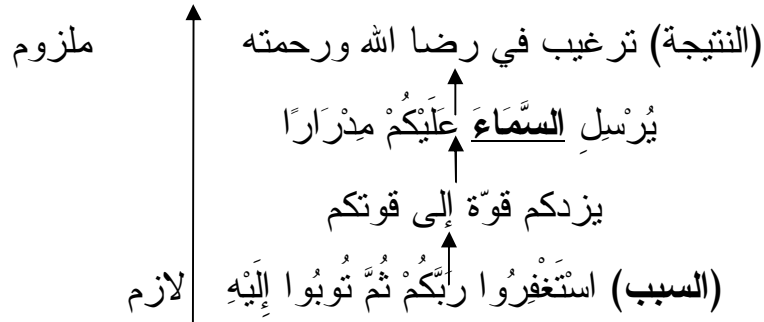 (النتيجة) ترغيب في رضا الله ورحمته ملزوم
يُرْسِلِ السَّمَاءَ عَلَيْكُمْ مِدْرَارًا
يزدكم قوّة إلى قوتكم
(السبب) اسْتَغْفِرُوا رَبَّكُمْ ثُمَّ تُوبُوا إِلَيْهِ لازم